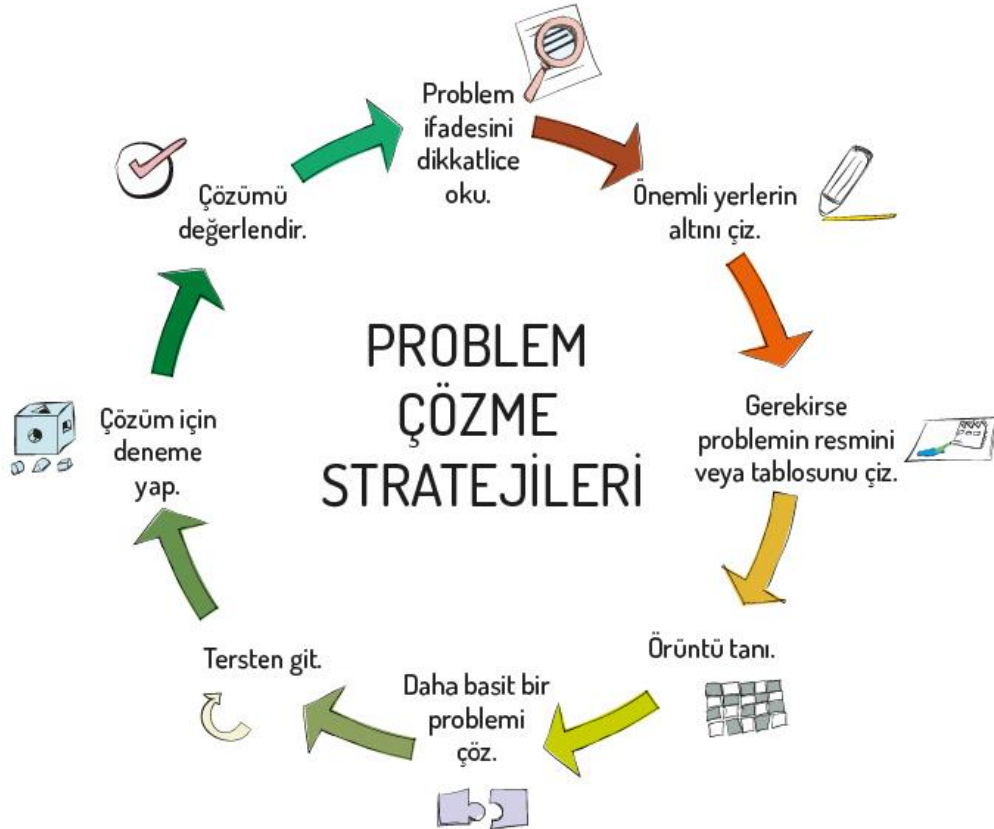 PROBLEM
ÇÖZME
STRATEJİLERİ
Problem
ifadesini
dikkatlice
oku.
Önemli yerlerin
altını çiz.
Gerekirse
problemin resmini
veya tablosunu çiz.
Örüntü tanı.
Daha basit bir
problemi
çöz.
Tersten git.
Çözüm için
deneme
yap.
Çözümü
değerlendir.